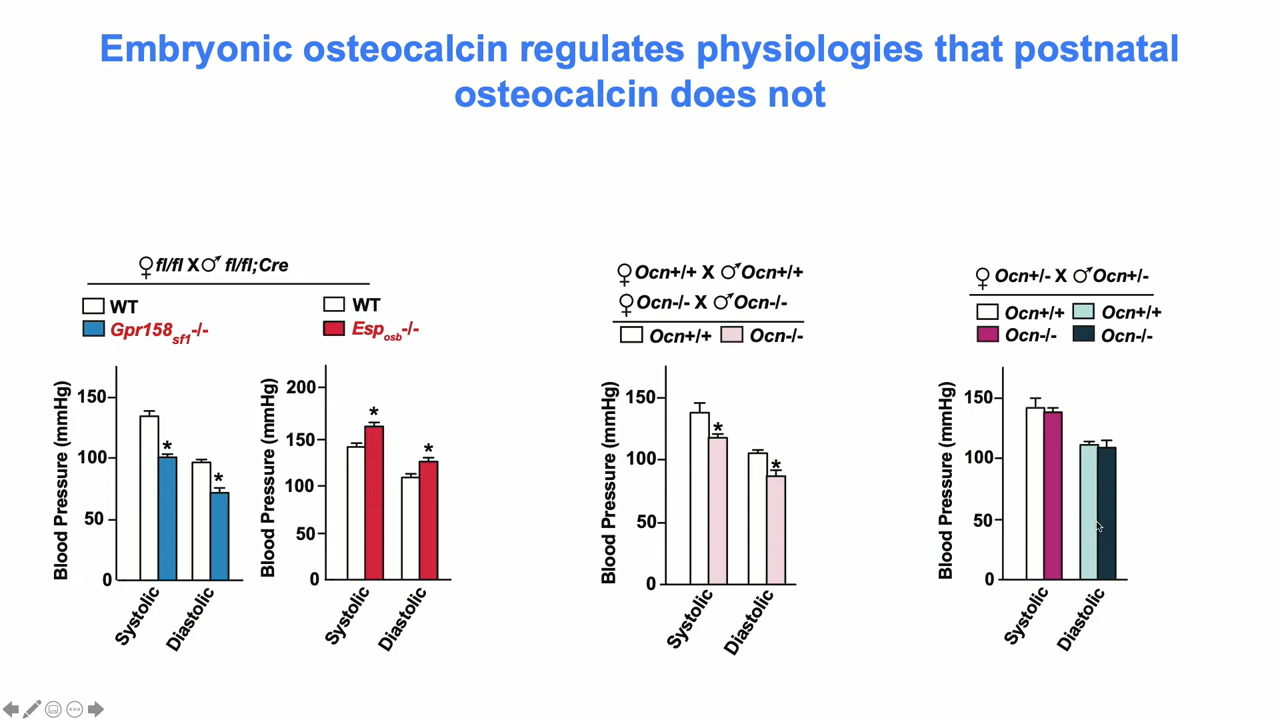 Embryonic osteocalcin regulates physiologies that postnatal
osteocalcin does not
♀fl/fl X♂ fl/fl;Cre
WT
Gpr158sf1-/-
WT
Esposb-/-
Blood Pressure (mmHg)
150
100
50
0
*
*
Systolic
Diastolic
Blood Pressure (mmHg)
200
150
100
50
0
*
*
Systolic
Diastolic
♀Ocn+/+ X ♂Ocn+/+
♀Ocn-/- X ♂Ocn-/-
Ocn+/+ Ocn-/-
Blood Pressure (mmHg)
150
100
50
0
*
*
Systolic
Diastolic
♀Ocn+/- X ♂Ocn+/-
Ocn+/+ Ocn+/+
Ocn-/- Ocn-/-
Blood Pressure (mmHg)
150
100
50
0
Systolic
Diastolic